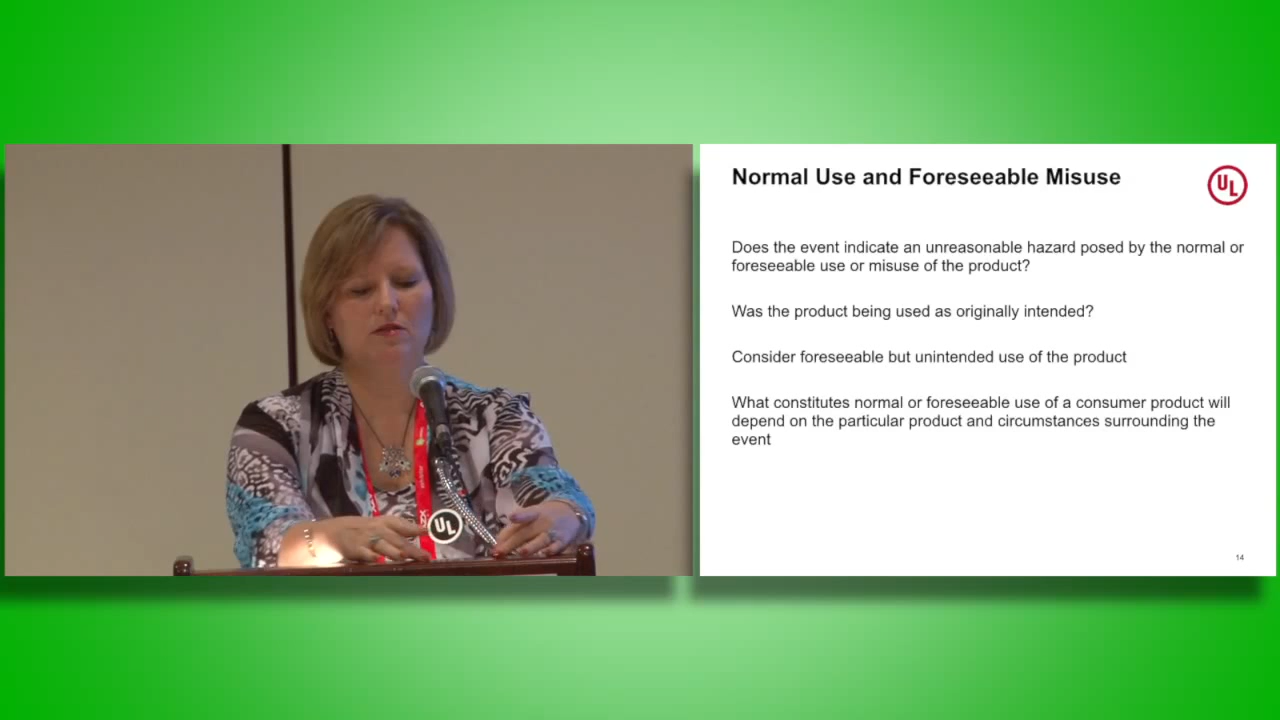 Normal Use and Foreseeable Misuse
UL
Does the event indicate an unreasonable hazard posed by the normal or
foreseeable use or misuse of the product?
Was the product being used as originally intended?
Consider foreseeable but unintended use of the product
What constitutes normal or foreseeable use of a consumer product will
depend on the particular product and circumstances surrounding the
event
14
UL